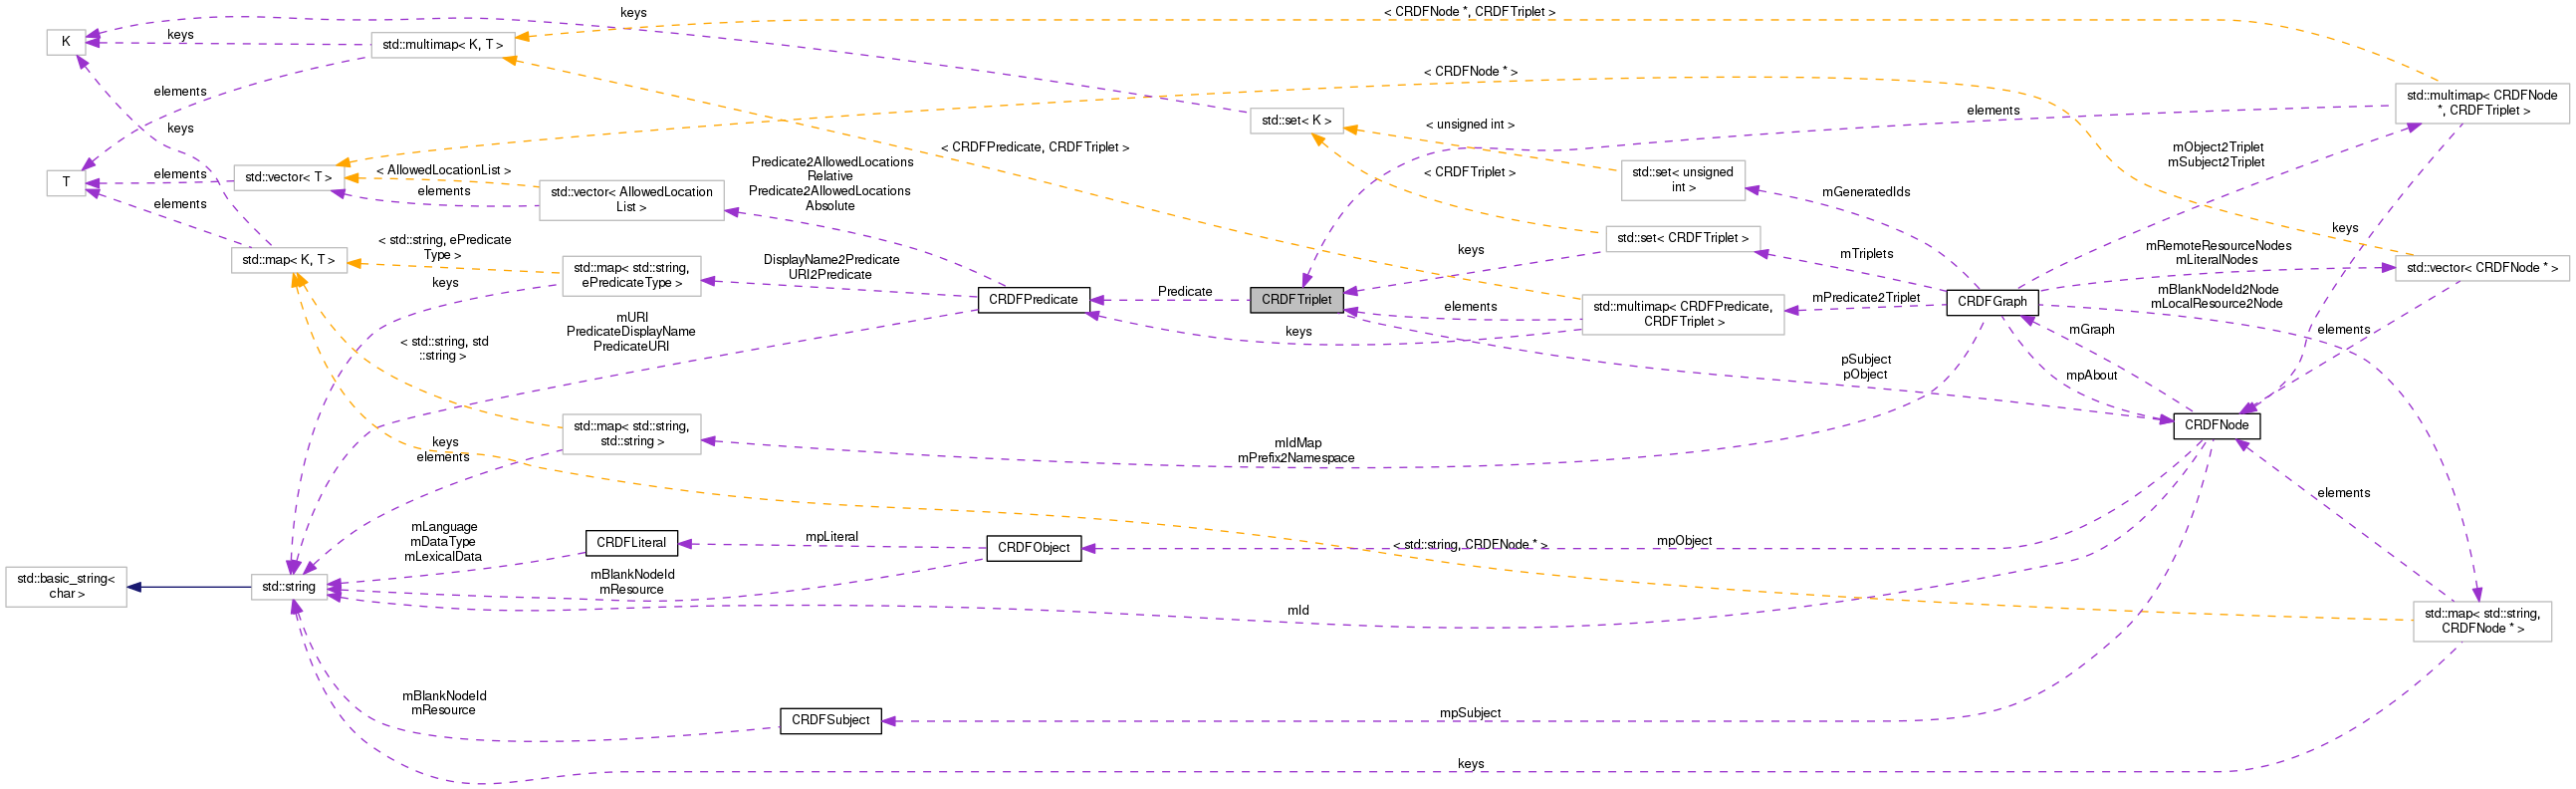 K
T
std::basic_string<
char >
std::multimap< K, T >
std::vector< T >
std::map< K, T >
std::string
keys
keys
elements
keys
elements
elements
< AllowedLocationList >
elements
< std::string, ePredicate
Type >
keys
< std::string, std
::string >
keys
elements
mLanguage
mDataType
mLexicalData
mBlankNodeId
mResource
std::vector< AllowedLocation
List >
std::map< std::string,
ePredicateType >
std::map< std::string,
std::string >
CRDFLiteral
mBlankNodeId
mResource
mURI
PredicateDisplayName
PredicateURI
Predicate2AllowedLocations
Relative
Predicate2AllowedLocations
Absolute
DisplayName2Predicate
URI2Predicate
mpLiteral
CRDFSubject
CRDFPredicate
CRDFObject
< CRDFPredicate, CRDFTriplet >
Predicate
std::set< K >
CRDFTriplet
mIdMap
mPrefix2Namespace
< CRDFNode *, CRDFTriplet >
< CRDFNode * >
< unsigned int >
< CRDFTriplet >
keys
elements
keys
< std::string, CRDFNode * >
mpSubject
keys
std::set< unsigned
int >
std::set< CRDFTriplet >
std::multimap< CRDFPredicate,
CRDFTriplet >
mpObject
mId
elements
mGeneratedIds
mTriplets
mPredicate2Triplet
pSubject
pObject
CRDFGraph
mObject2Triplet
mSubject2Triplet
mRemoteResourceNodes
mLiteralNodes
mBlankNodeId2Node
mLocalResource2Node
mGraph
mpAbout
CRDFNode
keys
elements
elements
std::multimap< CRDFNode
*, CRDFTriplet >
std::vector< CRDFNode * >
std::map< std::string,
CRDFNode * >